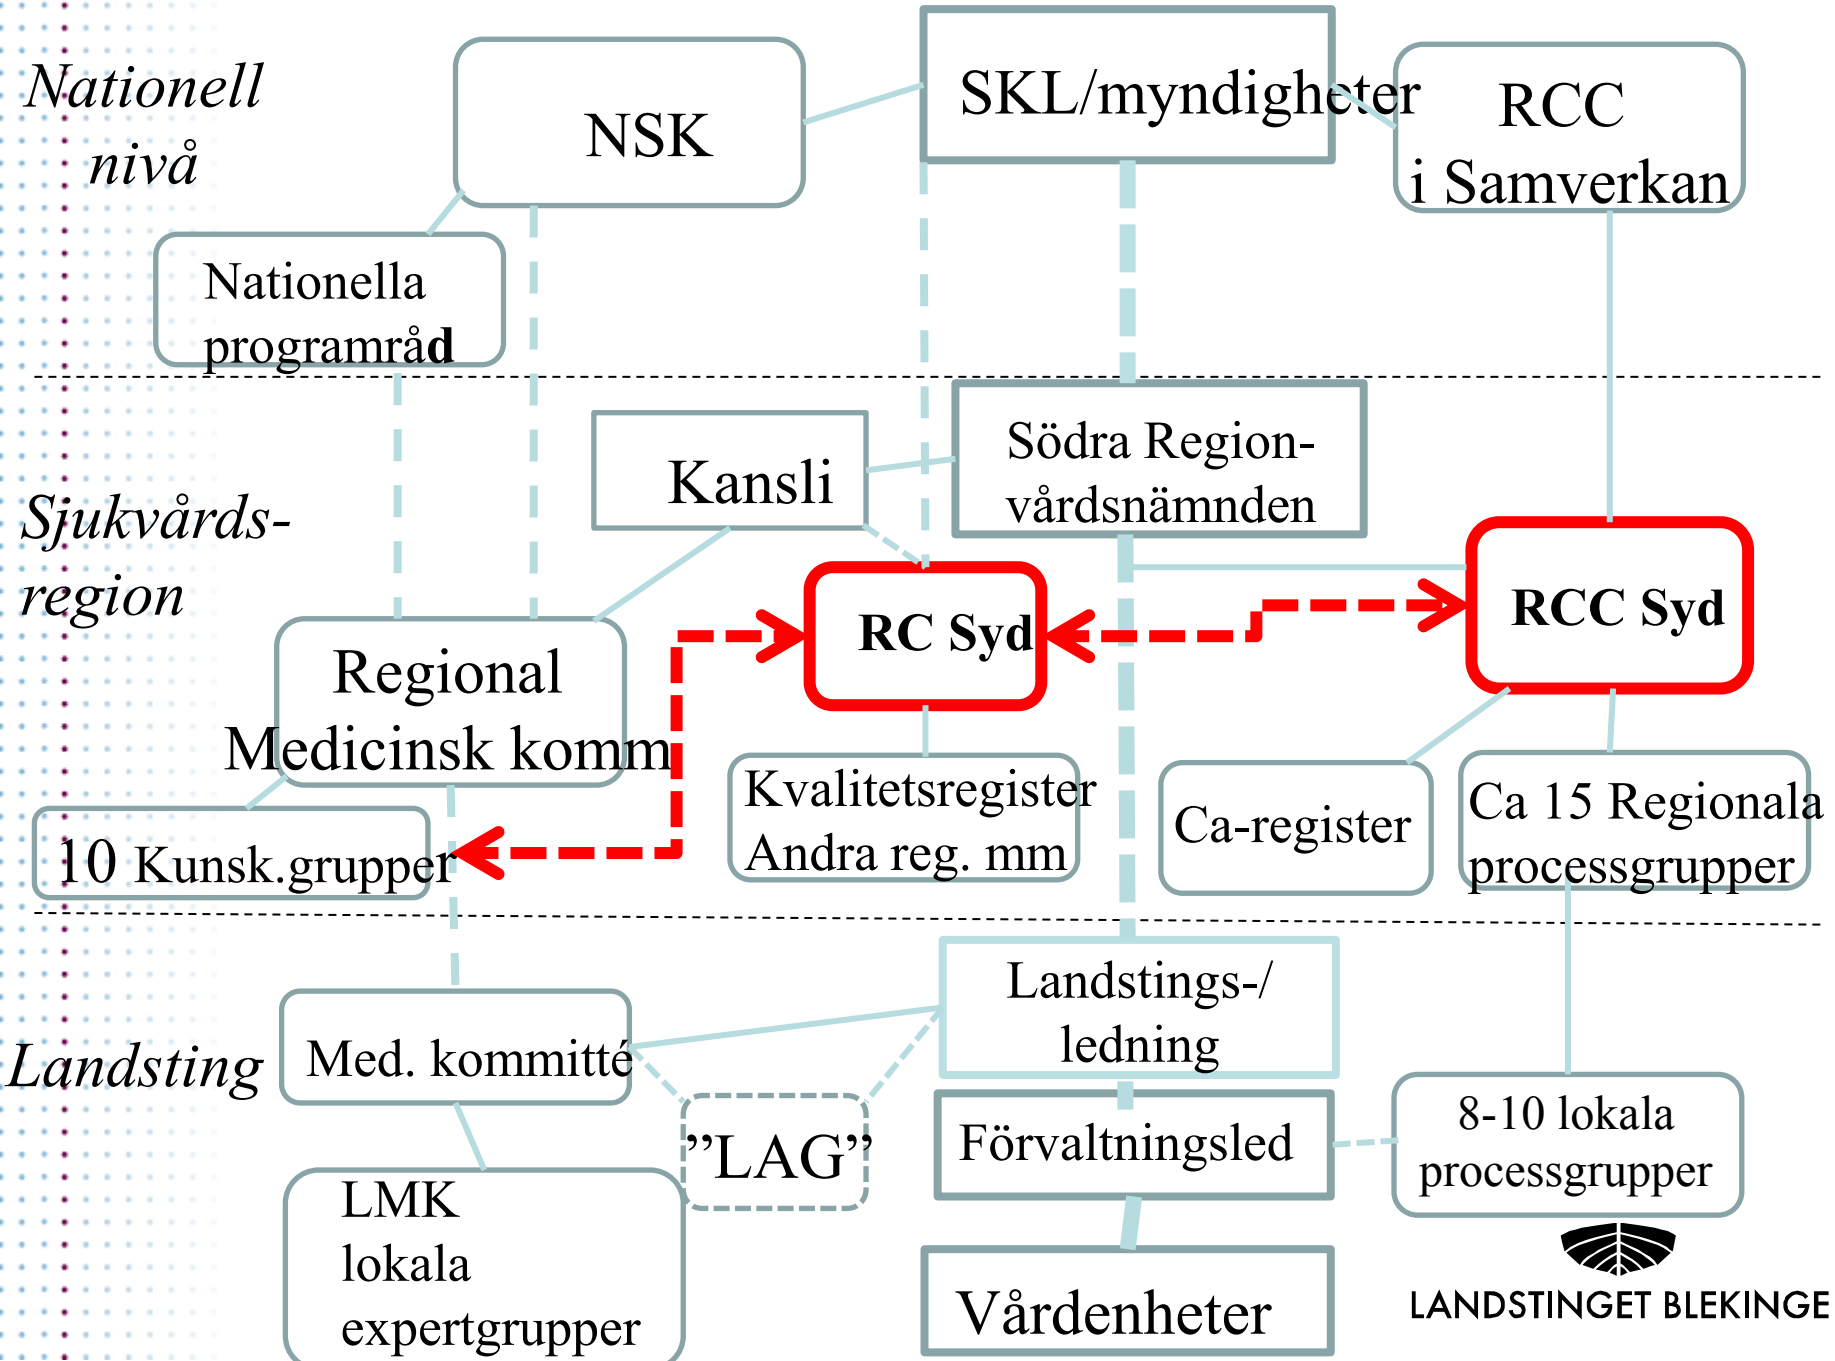 Nationell
nivå
NSK
SKL/myndigheter
RCC
i Samverkan
Nationella
programråd
Sjukvårds-
region
Kansli
Södra Region-
vårdsnämnden
RC Syd
RCC Syd
Regional
Medicinsk komm
10 Kunsk.grupper
Kvalitetsregister
Andra reg. mm
Ca-register
Ca 15 Regionala
processgrupper
Landsting
Med. kommitté
Landstings-/
ledning
”LAG”
Förvaltningsled
8-10 lokala
processgrupper
LMK
lokala
expertgrupper
Vårdenheter
LANDSTINGET BLEKINGE